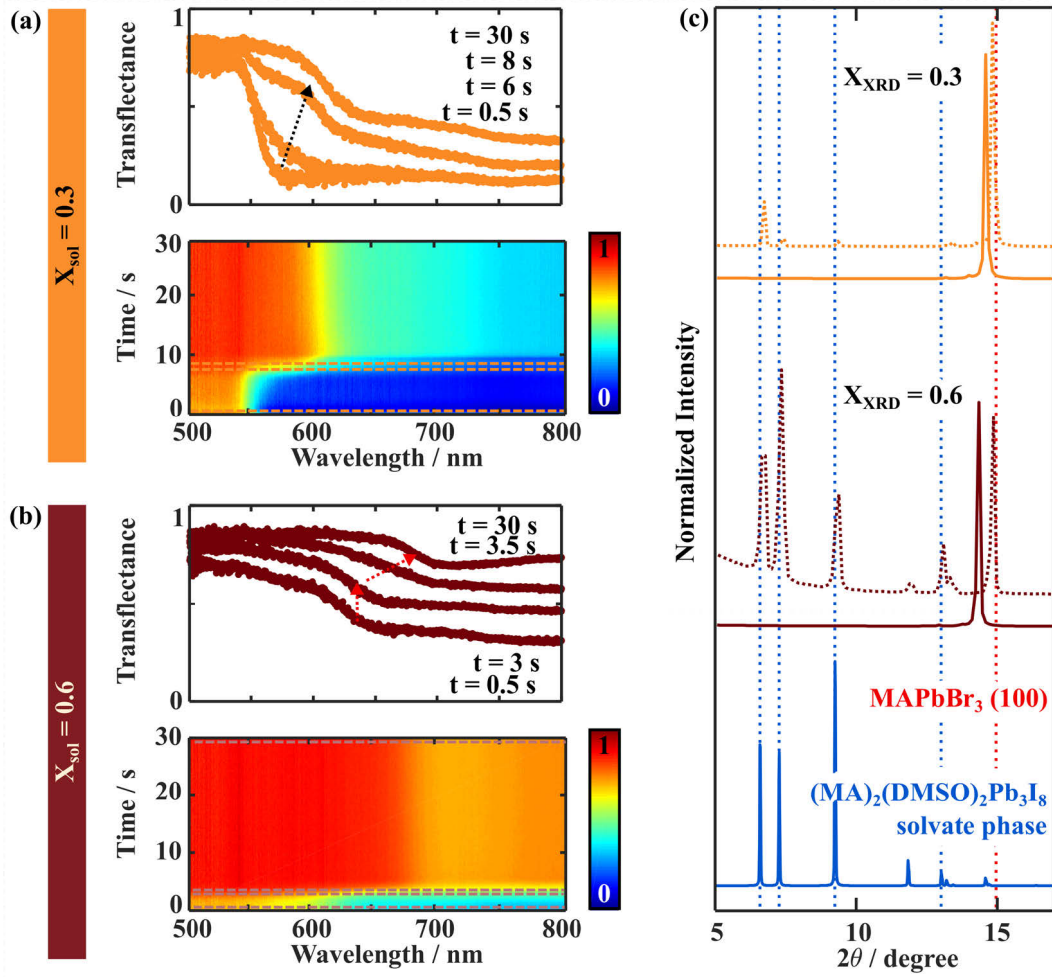 (a)
X_sol = 0.3
Transflectance
1
0
t = 30 s
t = 8 s
t = 6 s
t = 0.5 s
Time / s
30
20
10
0
500
600
700
800
Wavelength / nm
1
0
(b)
X_sol = 0.6
Transflectance
1
0
t = 30 s
t = 3.5 s
t = 3 s
t = 0.5 s
Time / s
30
20
10
0
500
600
700
800
Wavelength / nm
1
0
(c)
Normalized Intensity
X_XRD = 0.3
X_XRD = 0.6
MAPbBr₃ (100)
(MA)₂(DMSO)₂Pb₃I₈
solvate phase
5
10
15
2θ / degree